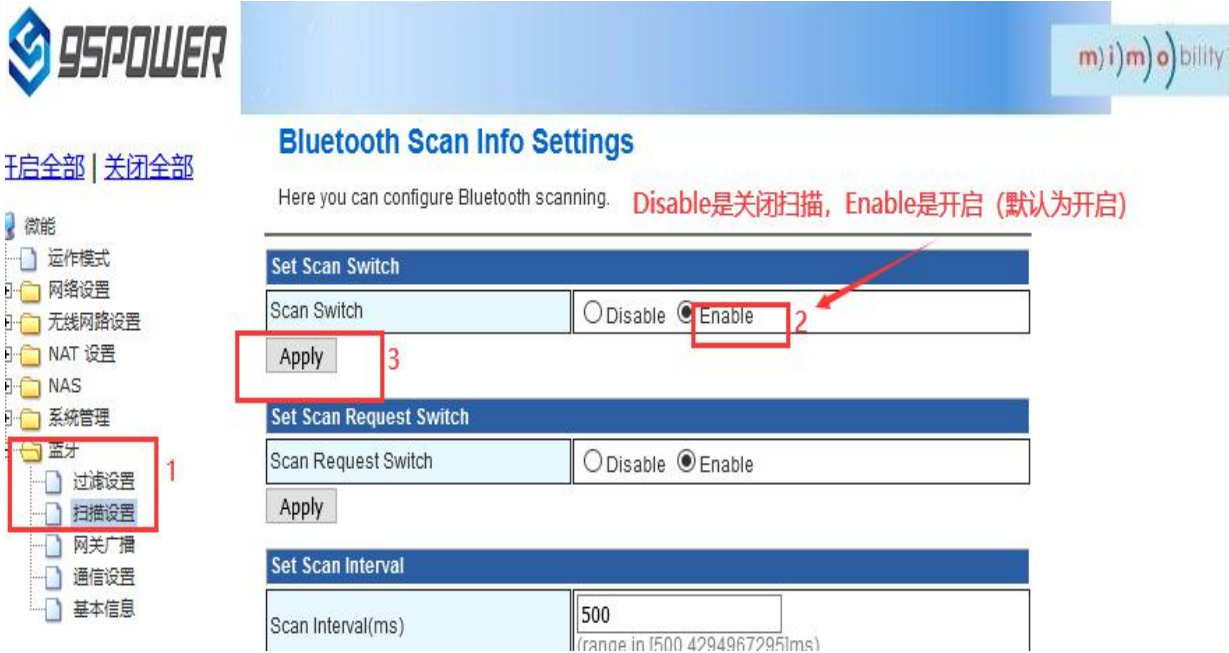 95POWER
m)i)m)o)bility
开启全部 | 关闭全部
微能
运作模式
网络设置
无线网路设置
NAT 设置
NAS
系统管理
蓝牙
过滤设置
扫描设置
网关广播
通信设置
基本信息
1
Bluetooth Scan Info Settings
Here you can configure Bluetooth scanning.
Disable是关闭扫描，Enable是开启（默认为开启）
Set Scan Switch
Scan Switch Disable Enable 2
Apply 3
Set Scan Request Switch
Scan Request Switch Disable Enable
Apply
Set Scan Interval
Scan Interval(ms) 500
(range in [500,4294967295]ms)